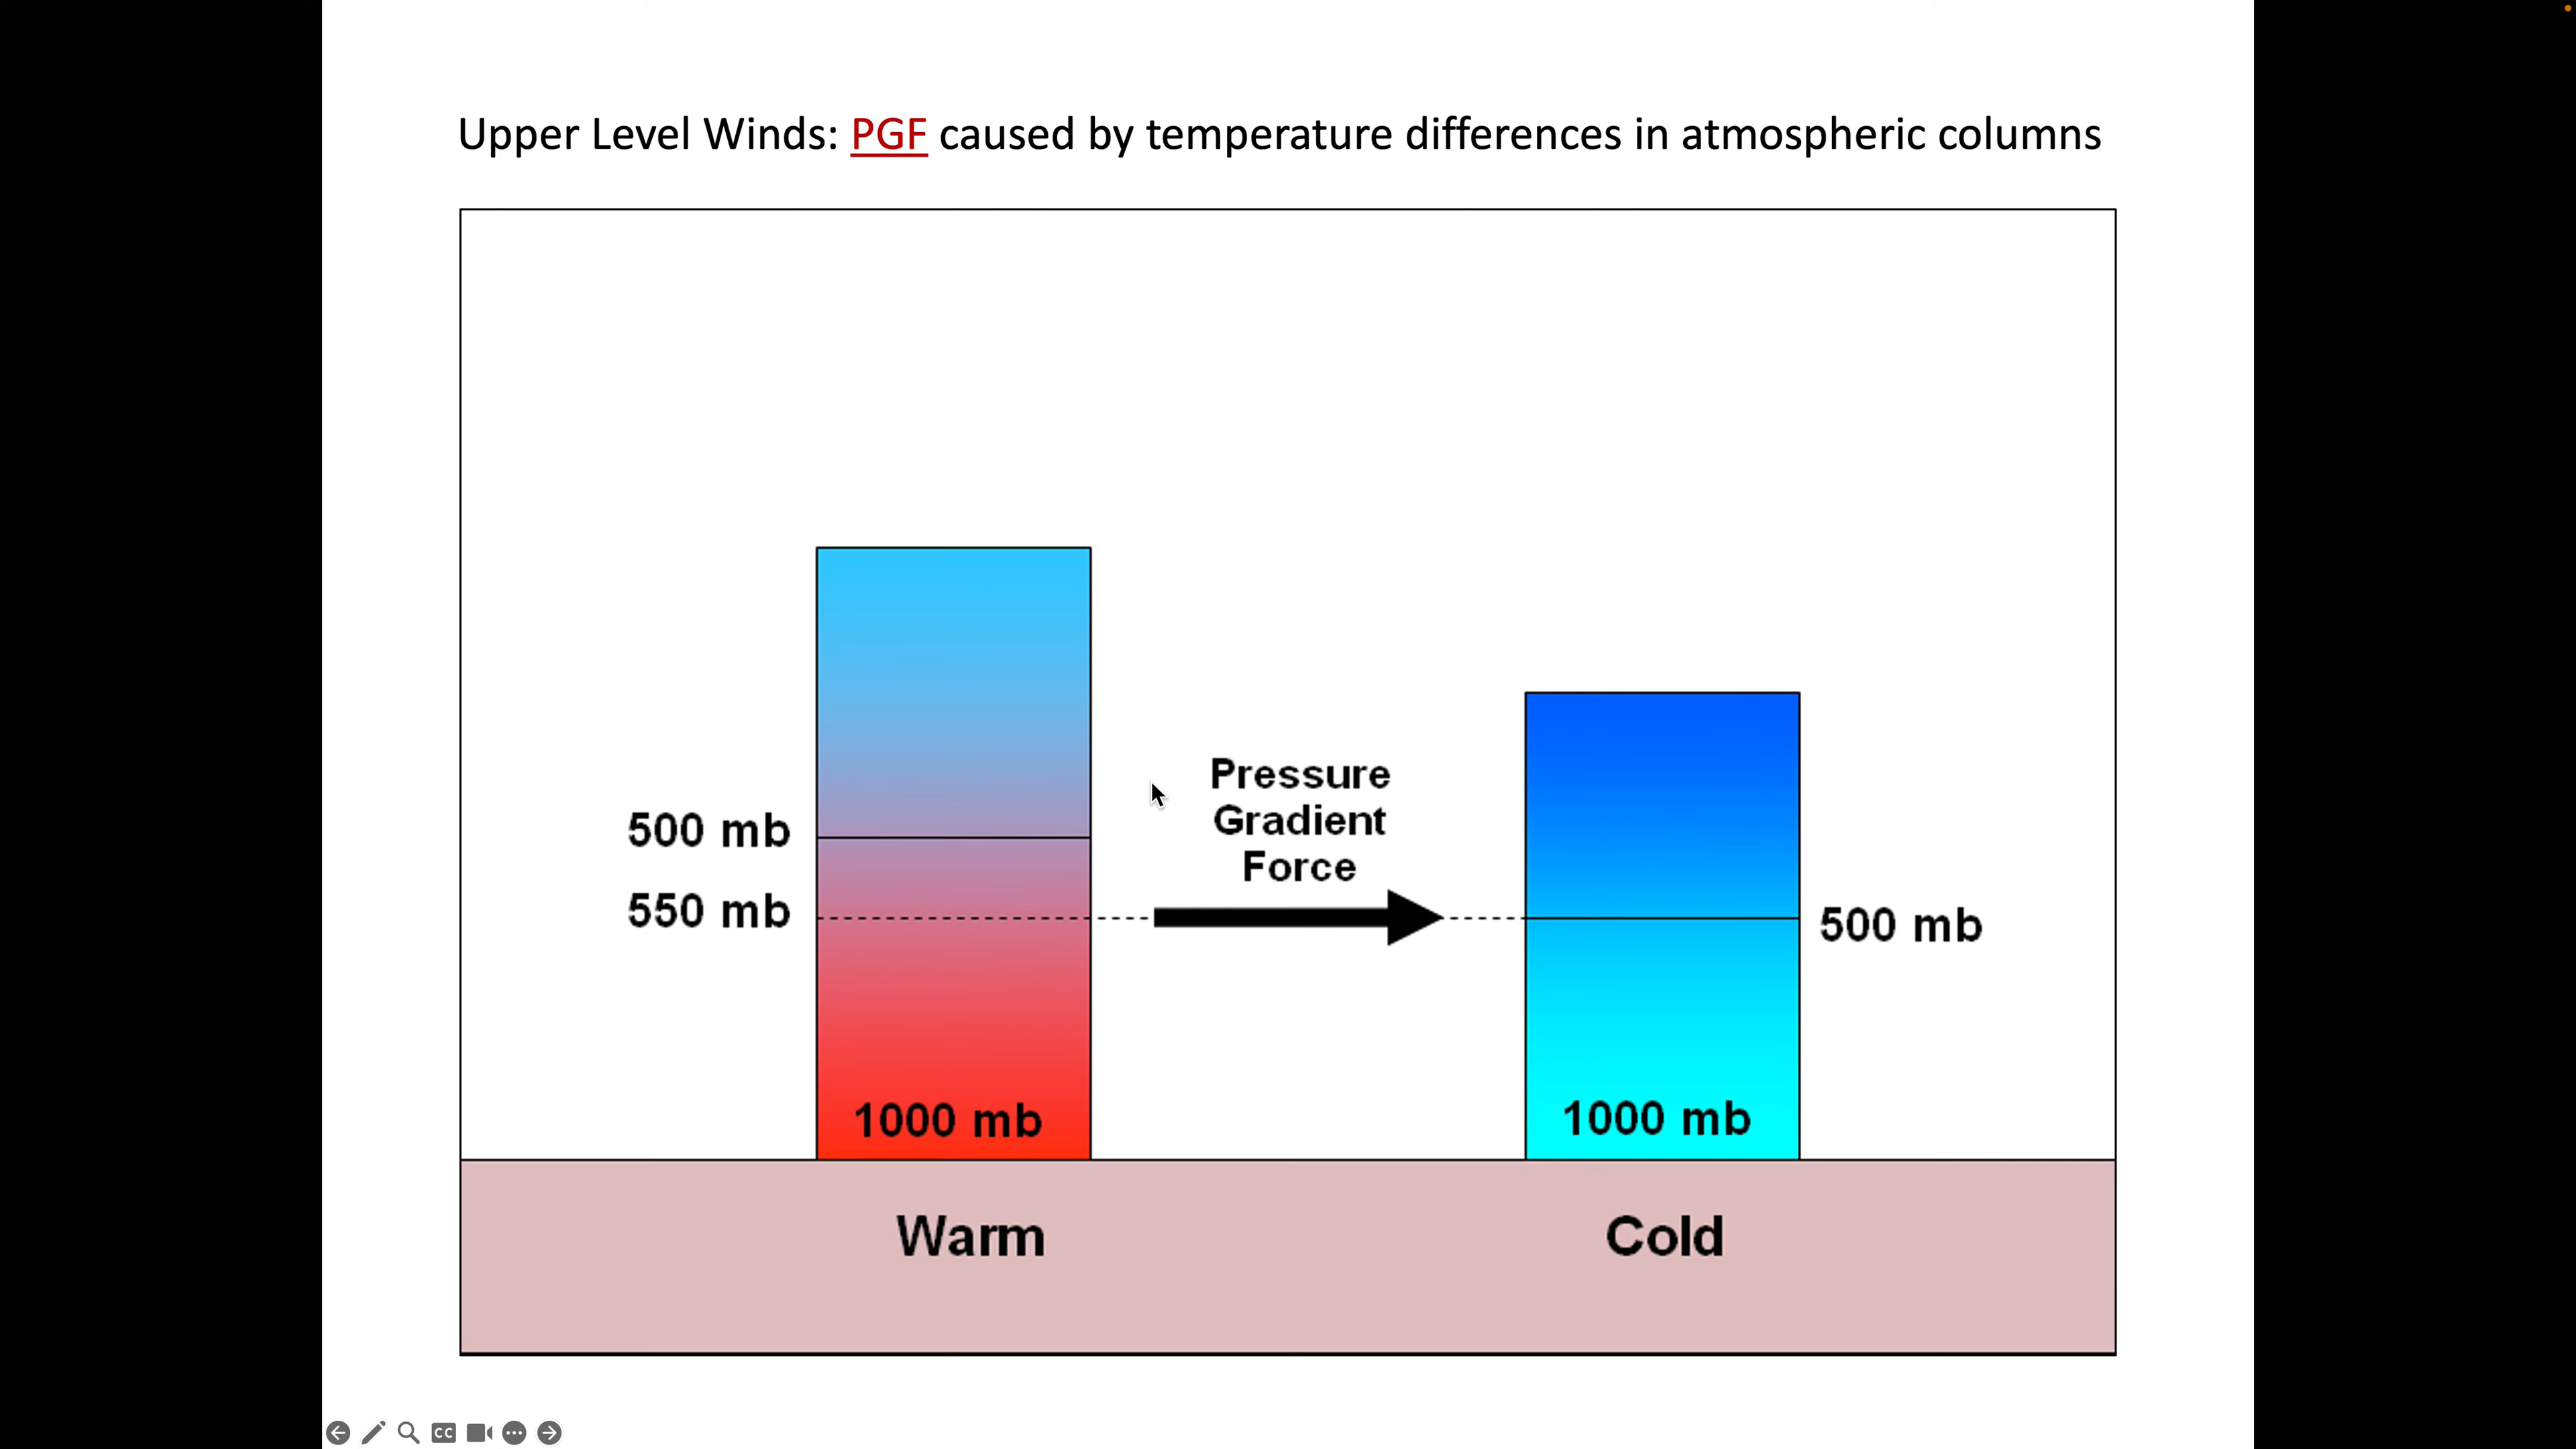 Upper Level Winds: PGF caused by temperature differences in atmospheric columns
Pressure
Gradient
Force
500 mb
550 mb
500 mb
1000 mb
1000 mb
Warm
Cold
CC